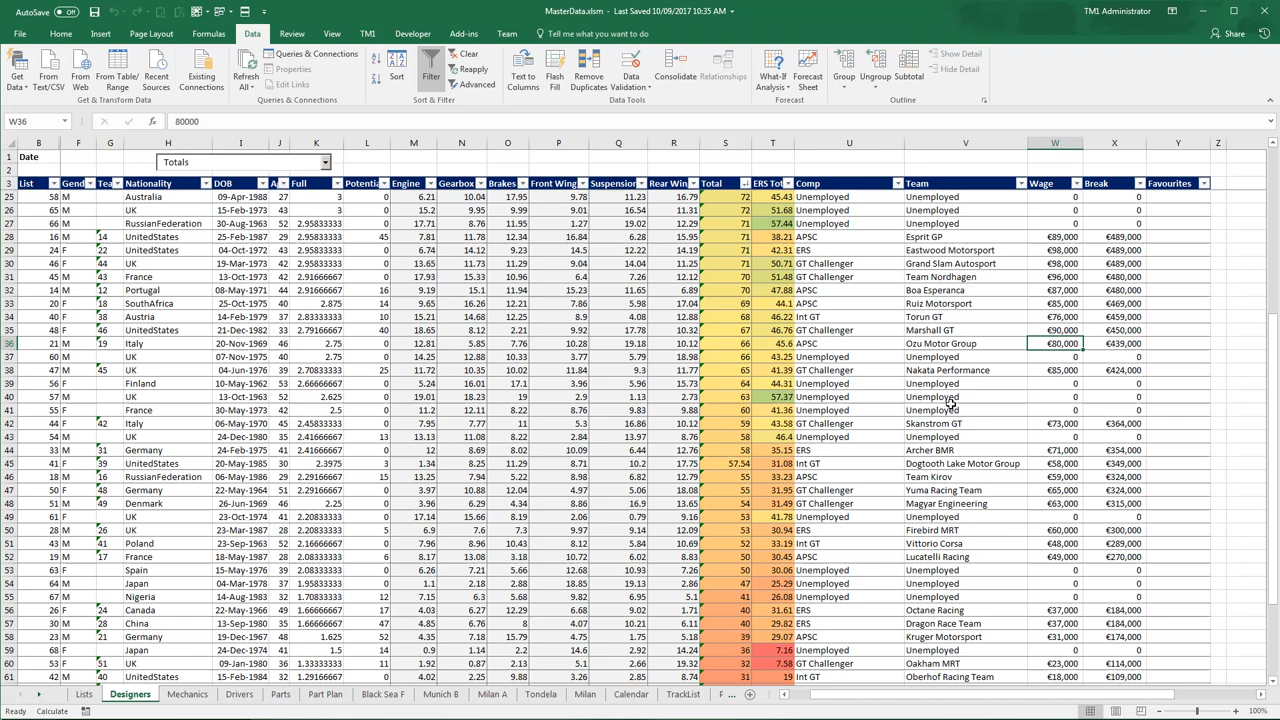 AutoSave Off MasterData.xlsm - Last Saved 10/09/2017 10:35 AM TM1 Administrator
File Home Insert Page Layout Formulas Data Review View TM1 Developer Add-ins Team Tell me what you want to do Share
Get Data From Text/CSV From Web From Table/ Range Recent Sources Existing Connections Refresh All Queries & Connections Properties Edit Links Sort Filter Clear Reapply Advanced Text to Columns Flash Fill Remove Duplicates Data Validation Consolidate Relationships What-If Analysis Forecast Sheet Group Ungroup Subtotal Show Detail Hide Detail
Get & Transform Data Queries & Connections Sort & Filter Data Tools Forecast Outline
W36 fx 80000
B F G H I J K L M N O P Q R S T U V W X Y Z
1 Date
2 Totals
3 List Gend Tea Nationality DOB Ag Full Potentia Engine Gearbox Brakes Front Wing Suspension Rear Win Total ERS Tot Comp Team Wage Break Favourites
25 58 M Australia 09-Apr-1988 27 3 0 6.21 10.04 17.95 9.78 11.23 16.79 72 45.43 Unemployed Unemployed 0 0
26 65 M UK 15-Feb-1973 43 3 0 15.2 9.95 9.99 9.01 16.54 11.31 72 51.68 Unemployed Unemployed 0 0
27 66 M RussianFederation 30-Aug-1963 52 2.95833333 0 17.71 8.76 11.95 1.27 19.02 12.29 71 57.44 Unemployed Unemployed 0 0
28 16 M 14 UnitedStates 25-Feb-1987 29 2.95833333 45 7.81 11.78 12.34 16.84 6.28 15.95 71 38.21 APSC Esprit GP €89,000 €489,000
29 24 F 22 UnitedStates 04-Oct-1972 43 2.95833333 0 6.74 14.12 9.23 4.06 14.5 22.22 71 42.31 ERS Eastwood Motorsport €98,000 €489,000
30 46 F 44 UK 24-Sep-1973 42 2.95833333 0 13.65 11.73 11.29 9.04 14.04 11.25 71 50.71 GT Challenger Grand Slam Autosport €98,000 €489,000
31 45 M 43 France 13-Oct-1973 42 2.91666667 0 17.93 15.33 10.96 6.4 7.26 12.12 70 51.48 GT Challenger Team Nordhagen €96,000 €480,000
32 14 M 12 Portugal 08-May-1971 44 2.91666667 16 9.19 15.1 11.94 15.23 11.65 6.89 70 47.88 APSC Boa Esperanca €87,000 €480,000
33 20 F 18 SouthAfrica 25-Oct-1975 40 2.875 14 9.65 16.26 12.21 7.86 5.98 17.04 69 44.1 APSC Ruiz Motorsport €85,000 €469,000
34 40 F 38 Austria 14-Feb-1979 37 2.83333333 10 15.21 14.68 12.55 8.83 3.78 12.95 68 46.22 Int GT Torun GT €76,000 €459,000
35 48 F 46 UnitedStates 21-Dec-1982 33 2.79166667 40 18.65 8.12 2.21 9.92 17.78 10.32 67 46.76 GT Challenger Marshall GT €90,000 €450,000
36 21 M 19 Italy 20-Nov-1969 46 2.75 0 12.81 5.85 7.76 10.28 19.18 10.12 66 45.6 APSC Ozu Motor Group €80,000 €439,000
37 60 M UK 07-Nov-1975 40 2.75 0 14.25 12.88 10.33 3.77 5.79 18.98 66 43.25 Unemployed Unemployed 0 0
38 47 M 45 UK 04-Jun-1976 39 2.70833333 25 11.72 10.35 10.02 11.84 9.3 11.77 65 41.39 GT Challenger Nakata Performance €85,000 €424,000
39 56 F Finland 10-May-1962 53 2.66666667 0 5.24 16.01 17.1 3.96 5.96 15.73 64 44.31 Unemployed Unemployed 0 0
40 57 M UK 13-Oct-1963 52 2.625 0 19.01 18.23 19 2.9 1.13 2.73 63 57.37 Unemployed Unemployed 0 0
41 55 F France 30-May-1973 42 2.5 0 11.2 12.11 8.22 8.76 9.83 9.88 60 41.36 Unemployed Unemployed 0 0
42 44 F 42 Italy 06-May-1970 45 2.45833333 0 7.95 7.77 11 5.3 16.86 10.12 59 43.58 GT Challenger Skanstrom GT €73,000 €364,000
43 54 M UK 24-Dec-1980 35 2.41666667 13 13.13 11.08 8.22 2.84 13.97 8.76 58 46.4 Unemployed Unemployed 0 0
44 33 M 31 Germany 24-Apr-1974 41 2.41666667 0 12 8.69 8.02 10.09 6.44 12.76 58 35.15 ERS Archer BMR €71,000 €354,000
45 41 F 39 UnitedStates 20-May-1985 30 2.3975 3 1.34 8.25 11.29 8.71 10.2 17.75 57.54 31.08 Int GT Dogtooth Lake Motor Group €58,000 €349,000
46 18 M 16 RussianFederation 26-Sep-1986 29 2.29166667 15 5.77 7.94 5.22 8.98 6.82 12.79 55 33.23 APSC Team Kirov €59,000 €324,000
47 50 F 48 Germany 22-May-1964 51 2.29166667 0 3.97 10.88 12.04 4.97 5.06 18.08 55 31.95 GT Challenger Yuma Racing Team €65,000 €324,000
48 51 M 49 Denmark 26-Jun-1969 46 2.25 0 3.96 6.29 4.34 8.86 16.9 13.65 54 31.49 GT Challenger Magyar Engineering €63,000 €315,000
49 61 F UK 23-Oct-1974 41 2.20833333 0 17.14 15.66 8.19 2.06 0.79 9.16 53 41.78 Unemployed Unemployed 0 0
50 28 M 26 UK 23-Mar-1987 28 2.20833333 5 6.9 7.6 7.3 9.97 9.14 12.09 53 30.94 ERS Firebird MRT €60,000 €300,000
51 43 M 41 Poland 22-Sep-1963 52 2.12333333 0 7.96 8.96 10.43 8.12 5.84 10.69 52 33.19 Int GT Vittorio Corsa €48,000 €289,000
52 19 M 17 France 18-May-1987 28 2.08333333 6 8.17 13.08 3.18 10.72 6.02 8.83 50 30.45 APSC Lucatelli Racing €49,000 €270,000
53 63 F Spain 15-May-1976 39 2.08333333 0 6.26 7.21 5.66 12.68 10.93 7.26 50 30.06 Unemployed Unemployed 0 0
54 64 M Japan 04-Mar-1978 37 1.95833333 0 1.1 2.18 2.88 18.85 19.13 2.86 47 25.29 Unemployed Unemployed 0 0
55 67 M Nigeria 14-Aug-1983 32 1.70833333 12 7.15 6.3 5.68 9.82 6.95 5.1 41 26.08 Unemployed Unemployed 0 0
56 26 F 24 Canada 22-May-1966 49 1.66666667 17 4.03 6.27 12.29 6.68 9.02 1.71 40 31.61 ERS Octane Racing €37,000 €184,000
57 30 M 28 China 13-Sep-1980 35 1.66666667 47 4.85 6.76 8 4.21 10.21 6.11 40 29.82 ERS Dragon Race Team €37,000 €184,000
58 23 M 21 Germany 19-Dec-1967 48 1.625 52 4.35 7.18 15.79 1.75 5.18 4.96 39 29.07 APSC Kruger Motorsport €31,000 €174,000
59 68 F Japan 24-Dec-1974 41 1.5 14 0.9 1.14 2.2 14.6 2.92 14.24 36 7.16 Unemployed Unemployed 0 0
60 53 F 51 UK 09-Jan-1980 36 1.33333333 11 1.92 0.87 2.13 5.1 2.66 19.32 32 7.58 GT Challenger Oakham MRT €23,000 €114,000
61 42 M 40 UnitedStates
Lists Designers Mechanics Drivers Parts Part Plan Black Sea F Munich B Milan A Tondela Milan Calendar TrackList F ...
Ready Calculate 100%